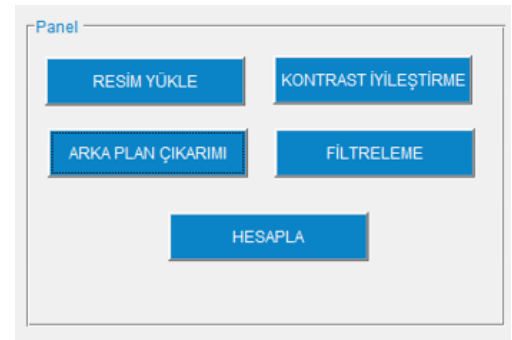 Panel
RESİM YÜKLE
KONTRAST İYİLEŞTİRME
ARKA PLAN ÇIKARIMI
FİLTRELEME
HESAPLA